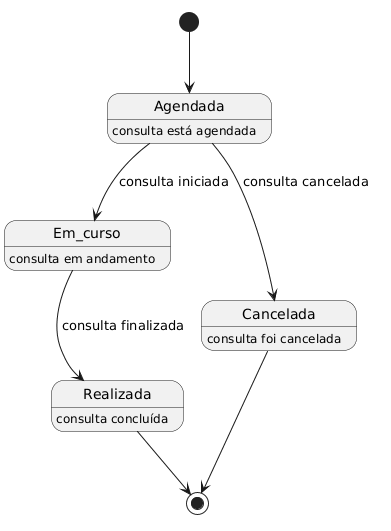 Agendada
consulta está agendada
consulta iniciada
consulta cancelada
Em_curso
consulta em andamento
Cancelada
consulta foi cancelada
consulta finalizada
Realizada
consulta concluída